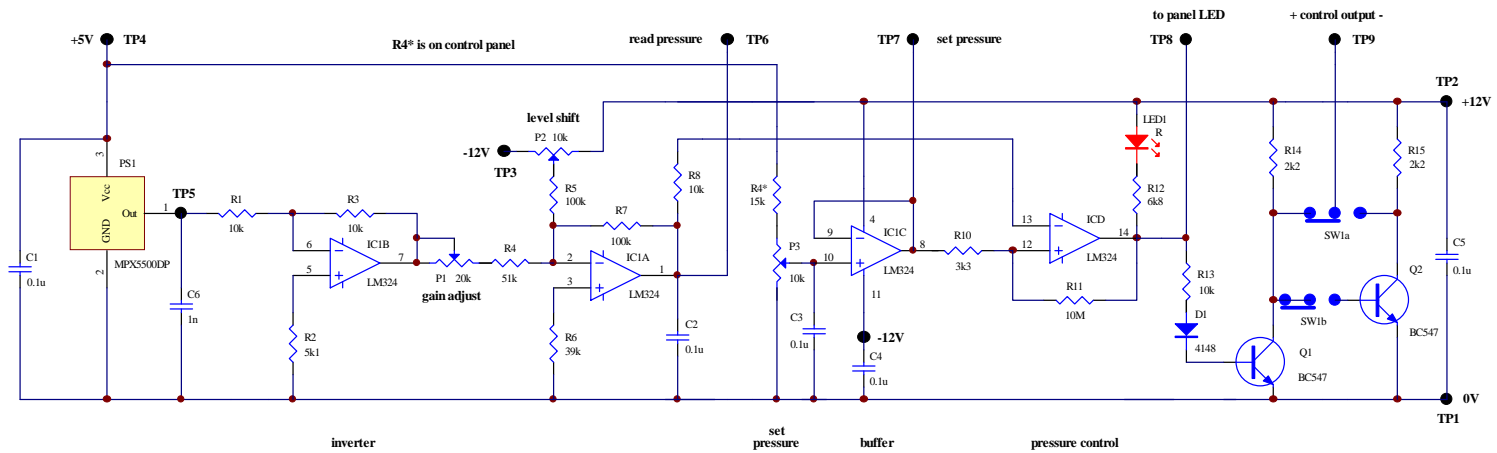 to panel LED
+ control output -
+5V
TP4
R4* is on control panel
read pressure
TP6
TP7
set pressure
TP8
TP9
TP2
+12V
level shift
P2
10k
-12V
TP3
LED1
R
R14
2k2
R15
2k2
3
PS1
Vcc
Out
GND
1
2
MPX5500DP
TP5
R1
10k
R3
10k
R5
100k
R7
100k
R8
10k
R4*
15k
R12
6k8
SW1a
C1
0.1u
6
5
IC1B
7
LM324
P1
20k
gain adjust
R4
51k
2
3
IC1A
1
LM324
P3
10k
9
10
4
IC1C
8
LM324
11
R10
3k3
13
12
ICD
14
LM324
R11
10M
R13
10k
D1
4148
SW1b
Q2
BC547
C5
0.1u
C6
1n
R2
5k1
R6
39k
C2
0.1u
C3
0.1u
-12V
C4
0.1u
Q1
BC547
0V
TP1
inverter
set
pressure
buffer
pressure control